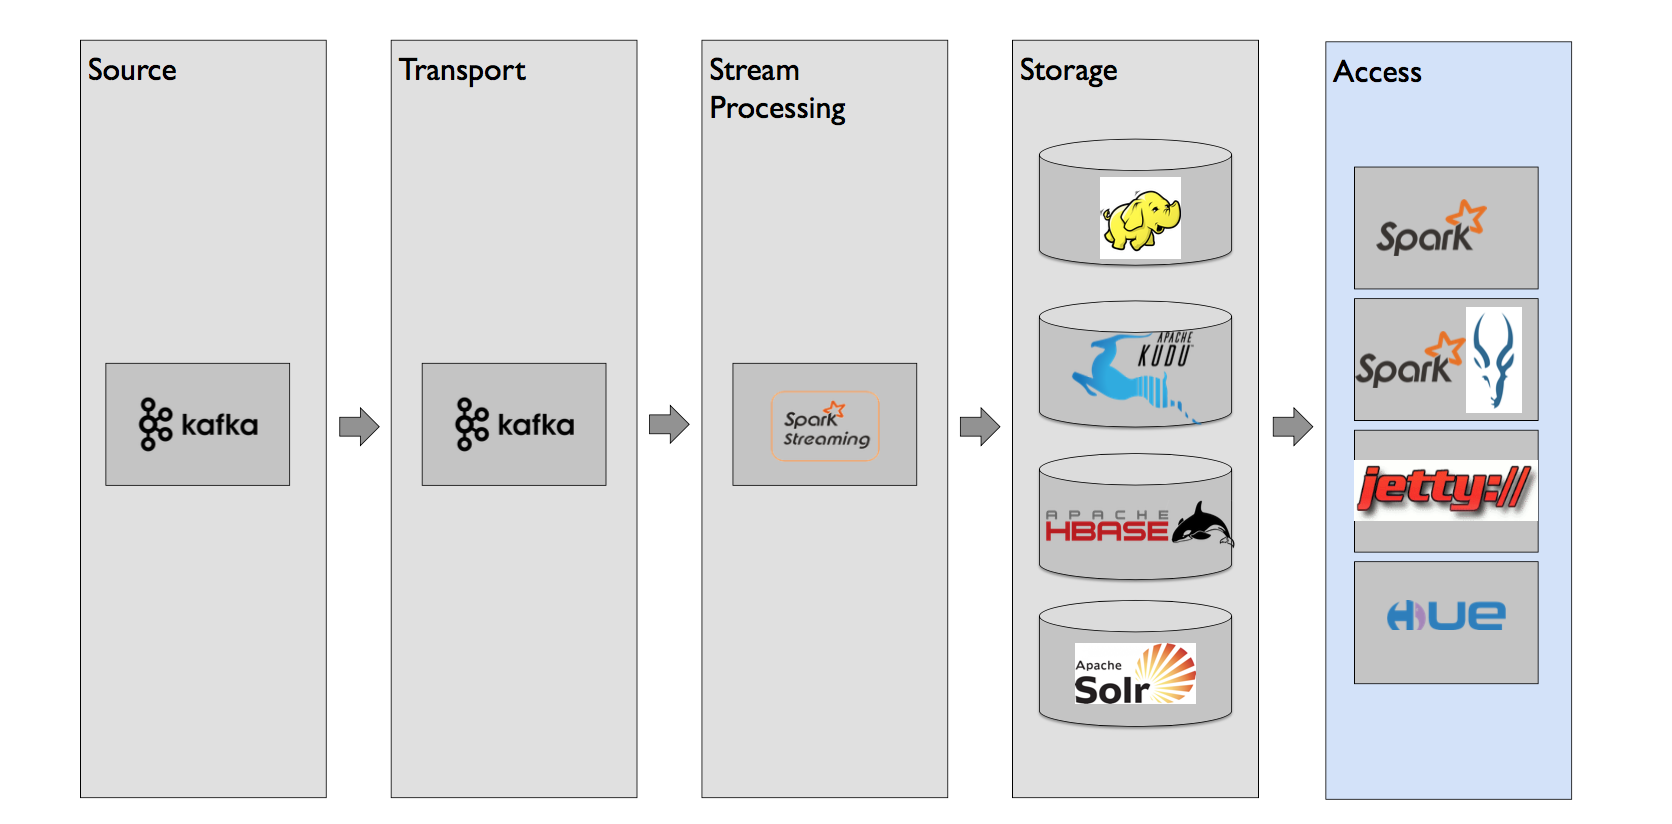 Source
Transport
Stream
Processing
Storage
Access
kafka
kafka
Spark
Streaming
APACHE
KUDU
APACHE
HBASE
Apache
Solr
Spark
Spark
jetty://
HUE